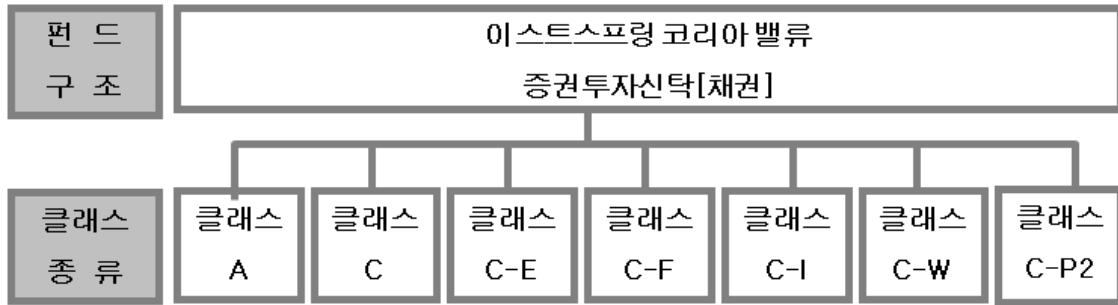 펀 드
구 조
이스트스프링 코리아 밸류
증권투자신탁[채권]
클래스
종 류
클래스
A
클래스
C
클래스
C-E
클래스
C-F
클래스
C-I
클래스
C-W
클래스
C-P2